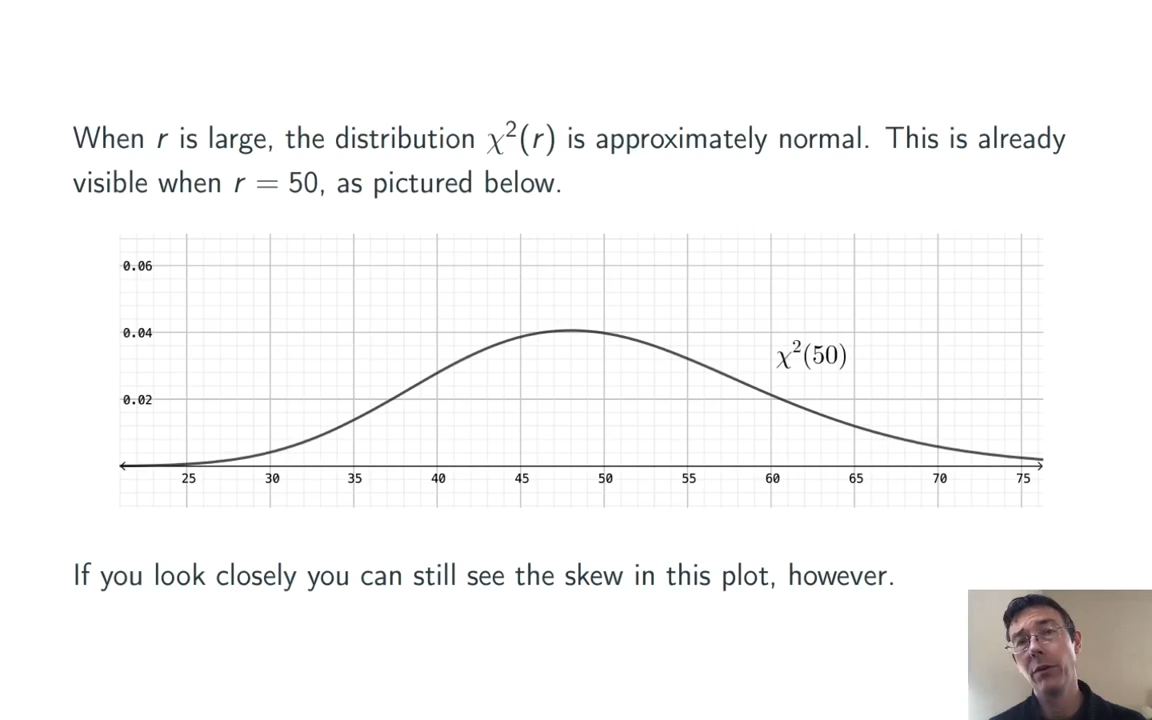 When r is large, the distribution χ²(r) is approximately normal. This is already
visible when r = 50, as pictured below.
0.06
0.04
χ²(50)
0.02
25 30 35 40 45 50 55 60 65 70 75
If you look closely you can still see the skew in this plot, however.